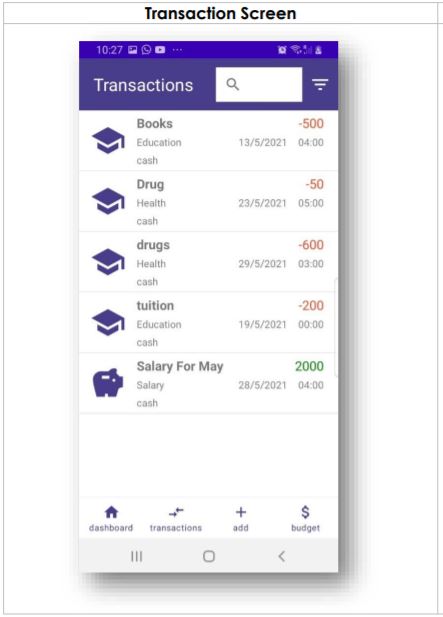 Transaction Screen
10:27
Transactions
Books -500
Education 13/5/2021 04:00
cash
Drug -50
Health 23/5/2021 05:00
cash
drugs -600
Health 29/5/2021 03:00
cash
tuition -200
Education 19/5/2021 00:00
cash
Salary For May 2000
Salary 28/5/2021 04:00
cash
dashboard transactions add budget